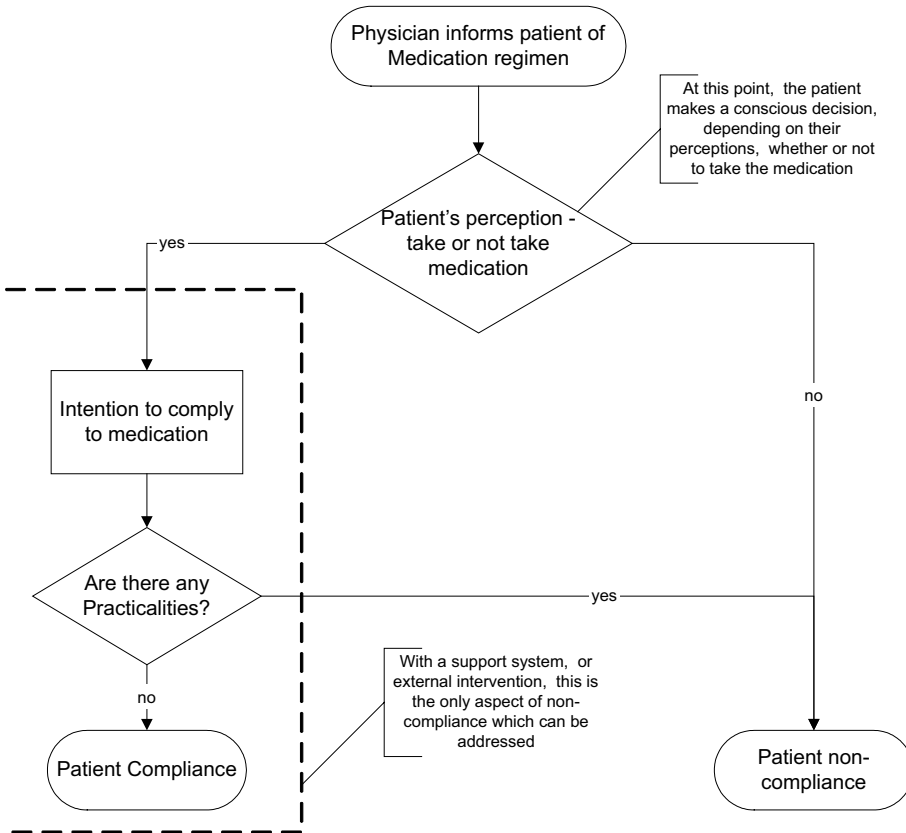 Physician informs patient of
Medication regimen
At this point, the patient
makes a conscious decision,
depending on their
perceptions, whether or not
to take the medication
Patient's perception -
take or not take
medication
yes
no
Intention to comply
to medication
Are there any
Practicalities?
yes
no
With a support system, or
external intervention, this is
the only aspect of non-
compliance which can be
addressed
Patient Compliance
Patient non-
compliance